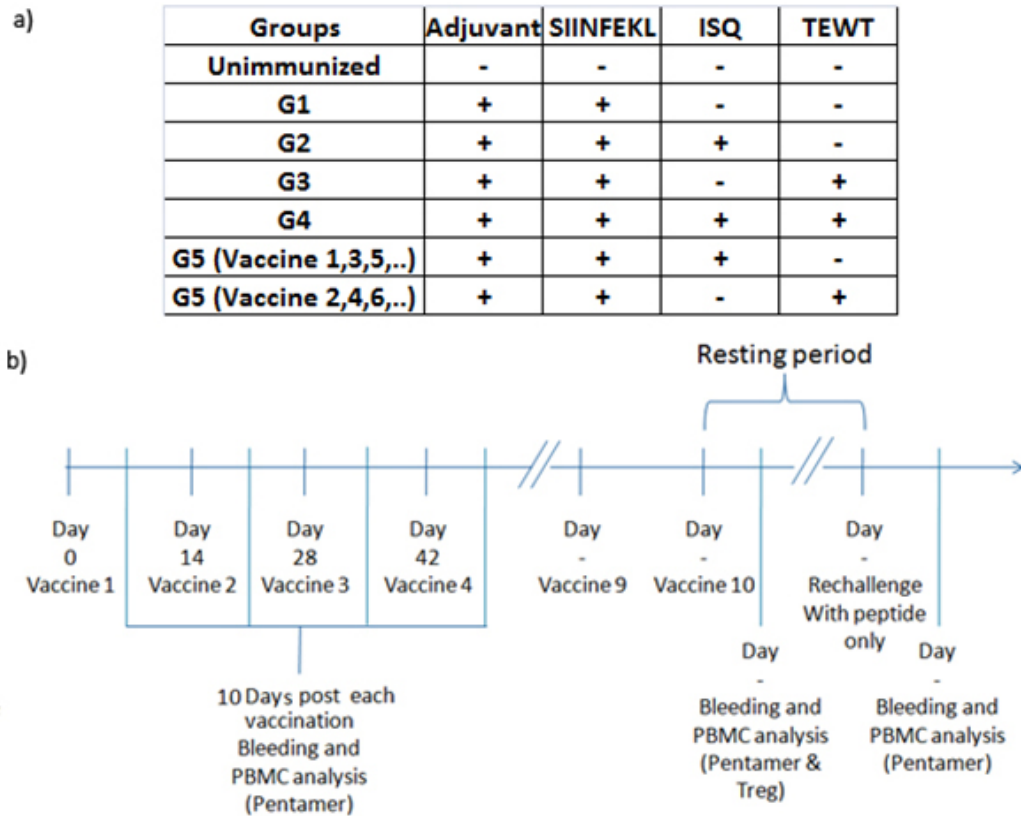 a)
Groups Adjuvant SIINFEKL ISQ TEWT
Unimmunized - - - -
G1 + + - -
G2 + + + -
G3 + + - +
G4 + + + +
G5 (Vaccine 1,3,5,..) + + + -
G5 (Vaccine 2,4,6,..) + + - +
b)
Resting period
Day
0
Vaccine 1
Day
14
Vaccine 2
Day
28
Vaccine 3
Day
42
Vaccine 4
Day
-
Vaccine 9
Day
-
Vaccine 10
Day
-
Rechallenge
With peptide
only
10 Days post each
vaccination
Bleeding and
PBMC analysis
(Pentamer)
Day
-
Bleeding and
PBMC analysis
(Pentamer &
Treg)
Day
-
Bleeding and
PBMC analysis
(Pentamer)